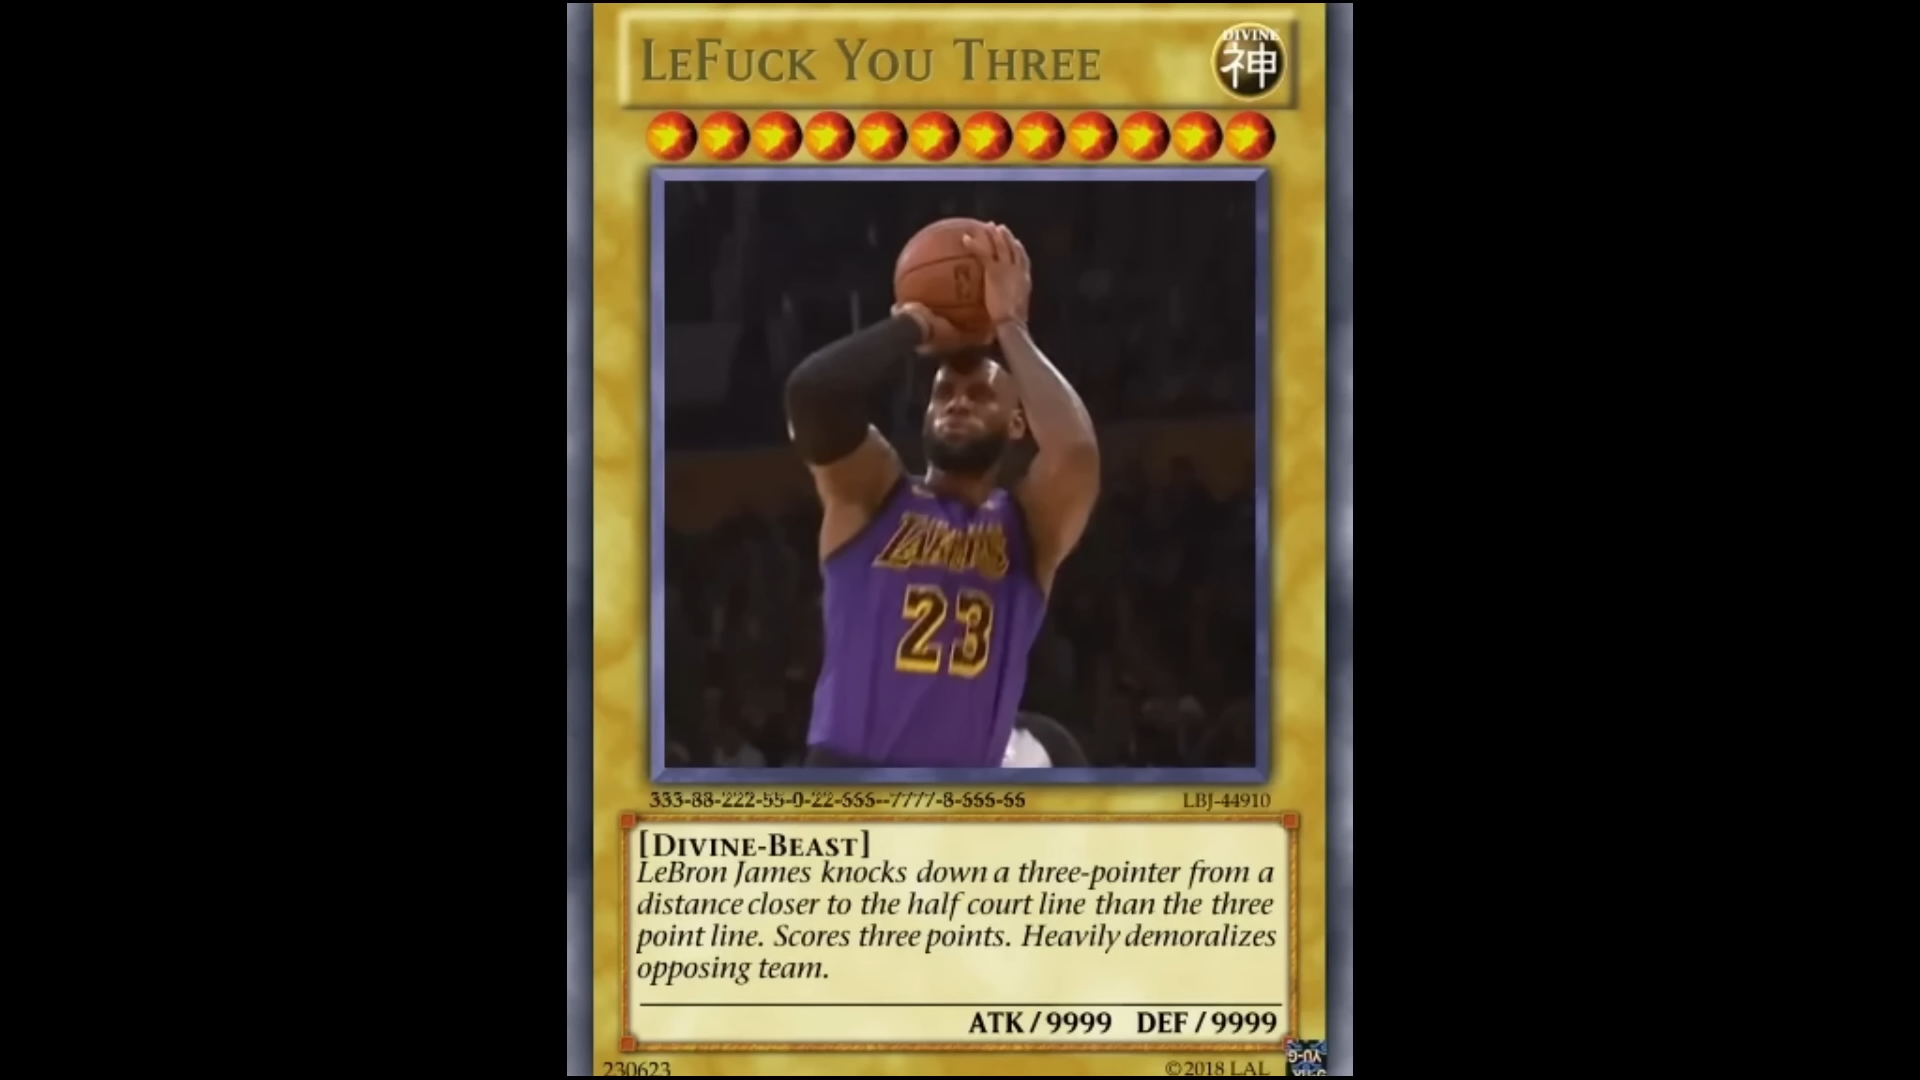 LeFuck You Three
DIVINE
神
LAKERS
23
333-88-222-55-0-22-555--7777-8-555-55
LBJ-44910
[Divine-Beast]
LeBron James knocks down a three-pointer from a
distance closer to the half court line than the three
point line. Scores three points. Heavily demoralizes
opposing team.
ATK / 9999 DEF / 9999
230623
©2018 LAL